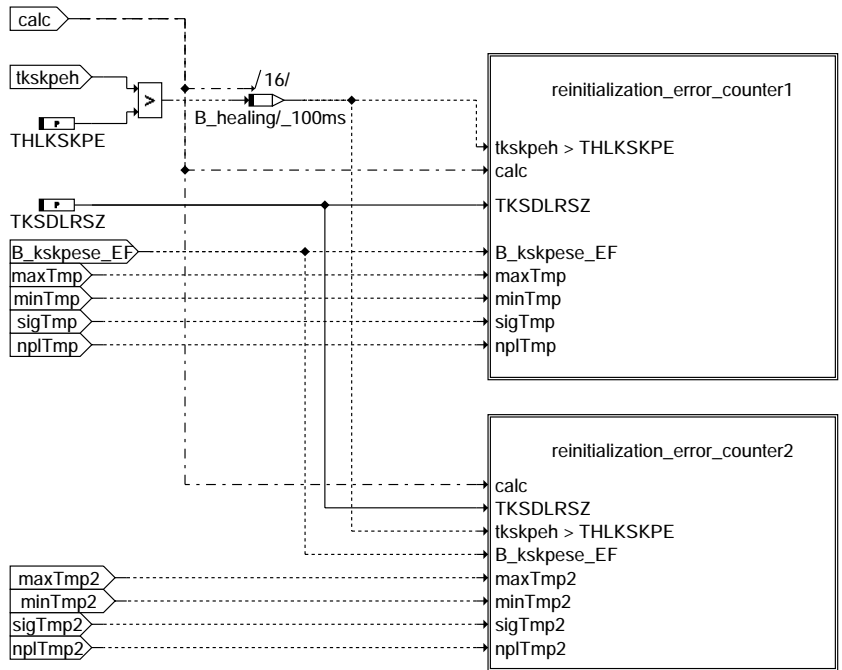 calc
tkskpeh
>
P
THLKSKPE
/16/
B_healing/_100ms
P
TKSDLRSZ
B_kskpese_EF
maxTmp
minTmp
sigTmp
nplTmp
reinitialization_error_counter1
tkskpeh > THLKSKPE
calc
TKSDLRSZ
B_kskpese_EF
maxTmp
minTmp
sigTmp
nplTmp
reinitialization_error_counter2
calc
TKSDLRSZ
tkskpeh > THLKSKPE
B_kskpese_EF
maxTmp2
minTmp2
sigTmp2
nplTmp2
maxTmp2
minTmp2
sigTmp2
nplTmp2